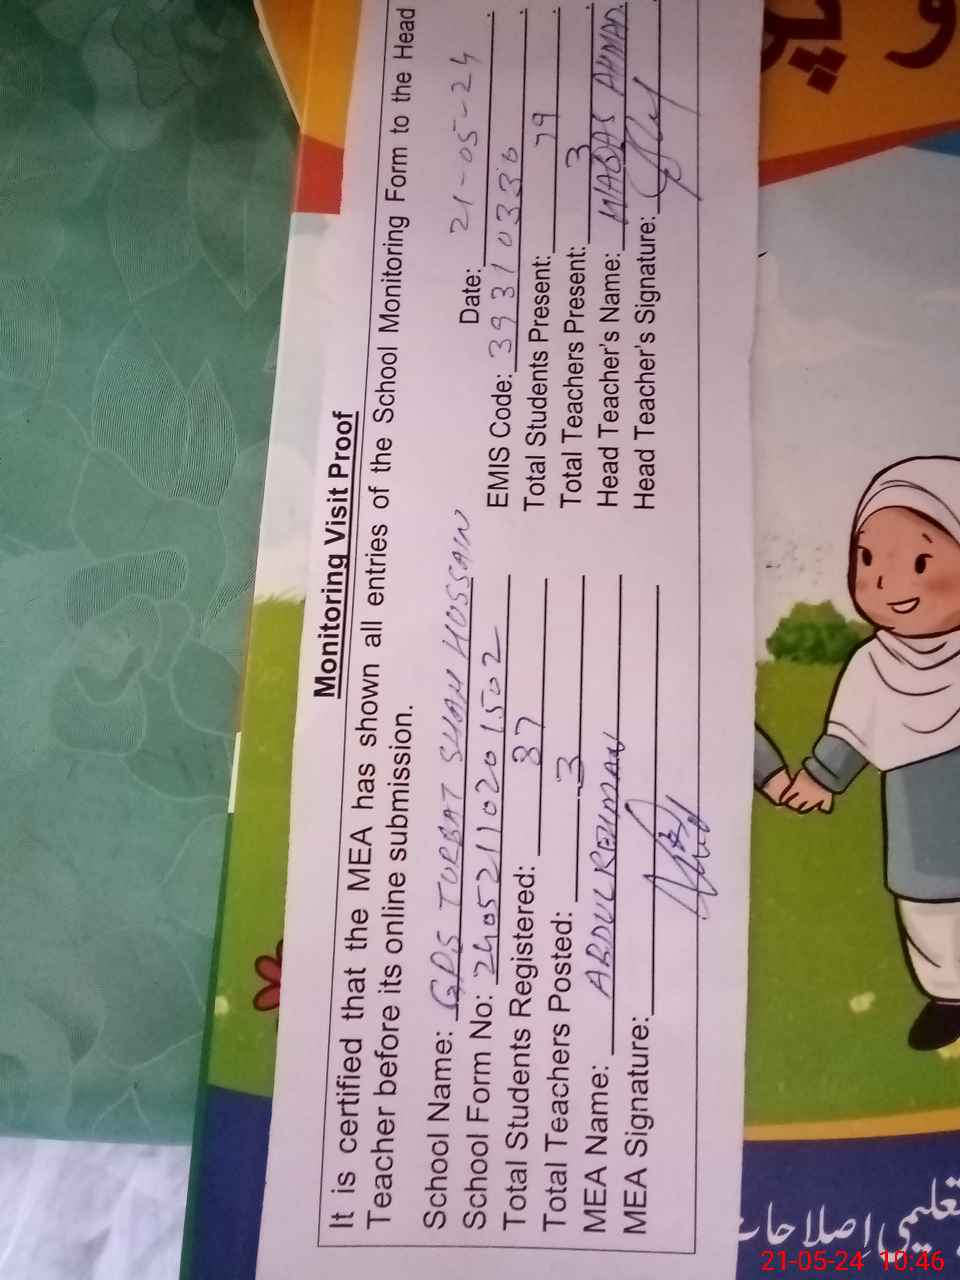 Monitoring Visit Proof
It is certified that the MEA has shown all entries of the School Monitoring Form to the Head
Teacher before its online submission.
Date: 21-05-24
School Name: GPS TURBAT SHAH HOSSAIN
EMIS Code: 39310336
School Form No: 2405211020 1502
Total Students Present: 79
Total Students Registered: 87
Total Teachers Present: 3
Total Teachers Posted: 3
Head Teacher's Name: WAQAS AHMAD
MEA Name: ABDUL REHMAN
Head Teacher's Signature:
MEA Signature:
تعلیمی اصلاحات
21-05-24 10:46